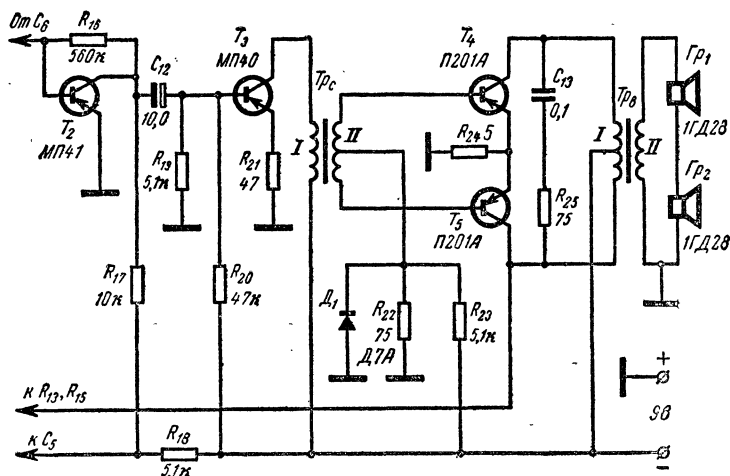 От C6
R16
560к
T2
МП41
C12
10,0
R19
5,1к
T3
МП40
R21
47
Трс
I
II
T4
П201А
R24 5
T5
П201А
C13
0,1
R25
75
Трв
I
II
Гр1
1ГД28
Гр2
1ГД28
R17
10к
R20
47к
Д1
R22
75
Д7А
R23
5,1к
+
9В
-
к R13, R15
к C5
R18
5,1к